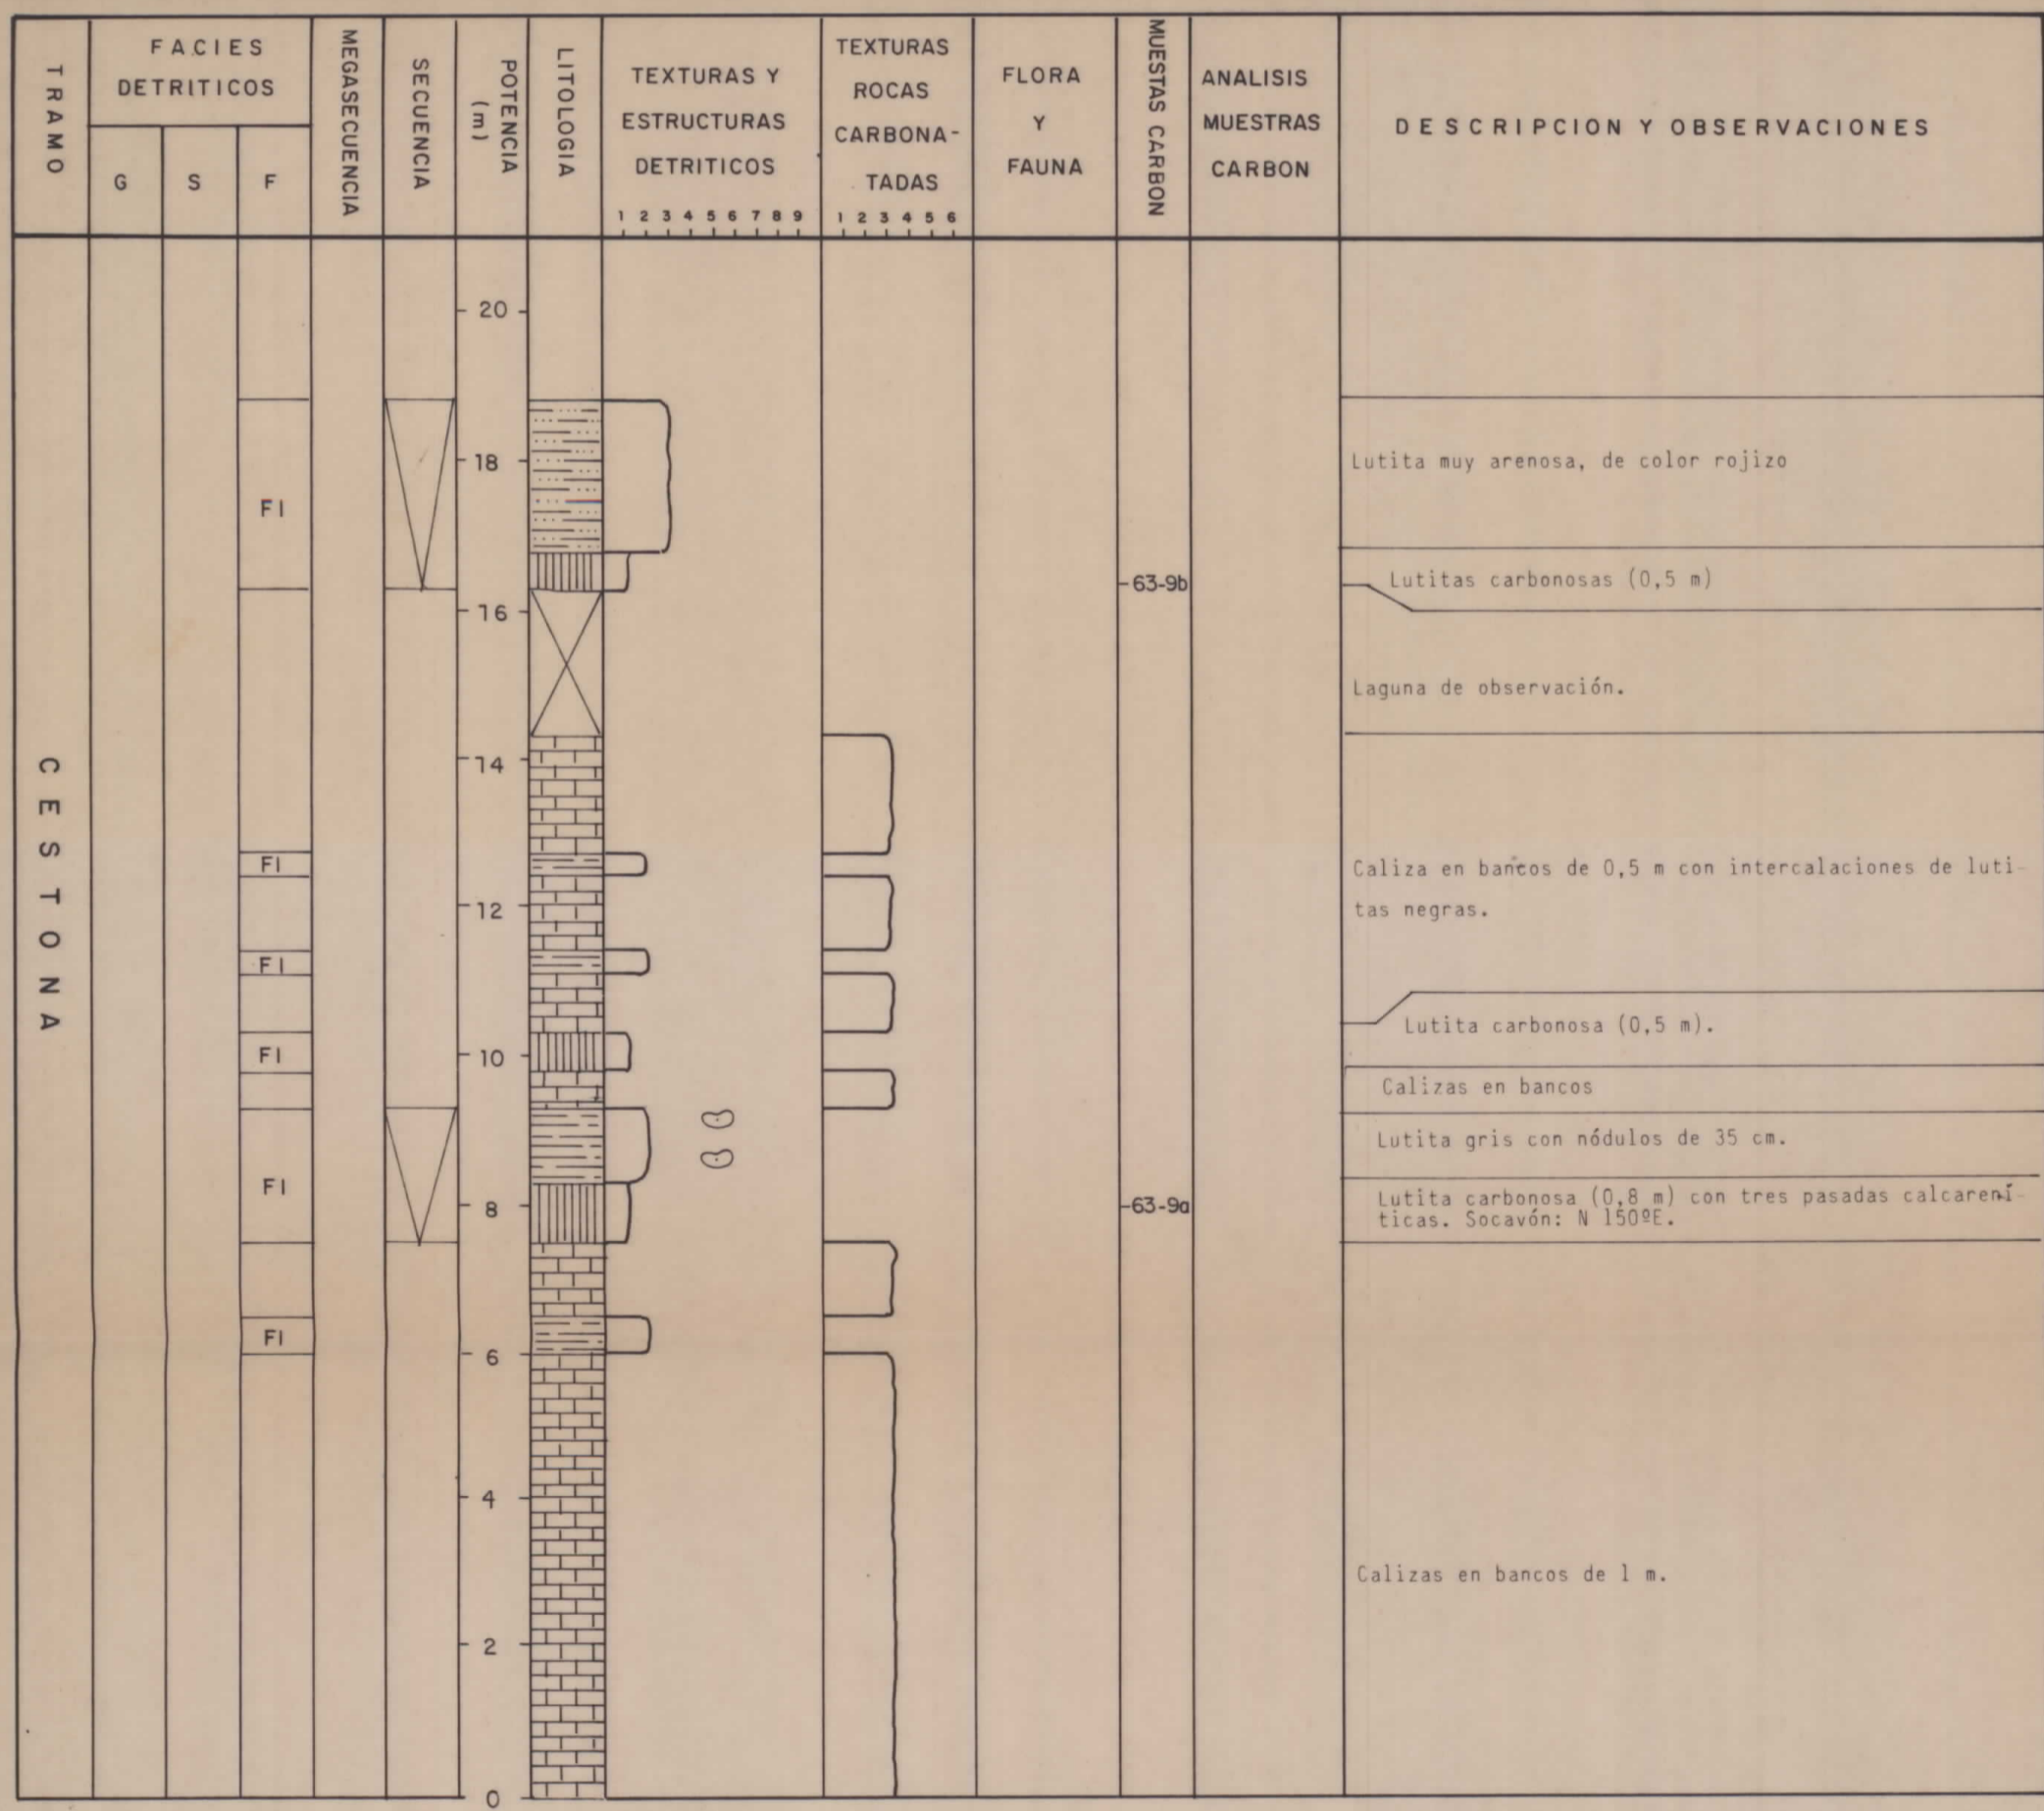 TRAMO
FACIES
DETRITICOS
G S F
MEGASECUENCIA
SECUENCIA
POTENCIA
(m)
LITOLOGIA
TEXTURAS Y
ESTRUCTURAS
DETRITICOS
1 2 3 4 5 6 7 8 9
TEXTURAS
ROCAS
CARBONA-
TADAS
1 2 3 4 5 6
FLORA
Y
FAUNA
MUESTAS CARBON
ANALISIS
MUESTRAS
CARBON
DESCRIPCION Y OBSERVACIONES
CESTONA
20
18
Lutita muy arenosa, de color rojizo
FI
63-9b
Lutitas carbonosas (0,5 m)
16
Laguna de observación.
14
FI
Caliza en bancos de 0,5 m con intercalaciones de luti-
tas negras.
12
FI
Lutita carbonosa (0,5 m).
FI
10
Calizas en bancos
Lutita gris con nódulos de 35 cm.
FI
8
63-9a
Lutita carbonosa (0,8 m) con tres pasadas calcarení-
ticas. Socavón: N 150ºE.
FI
6
4
Calizas en bancos de 1 m.
2
0